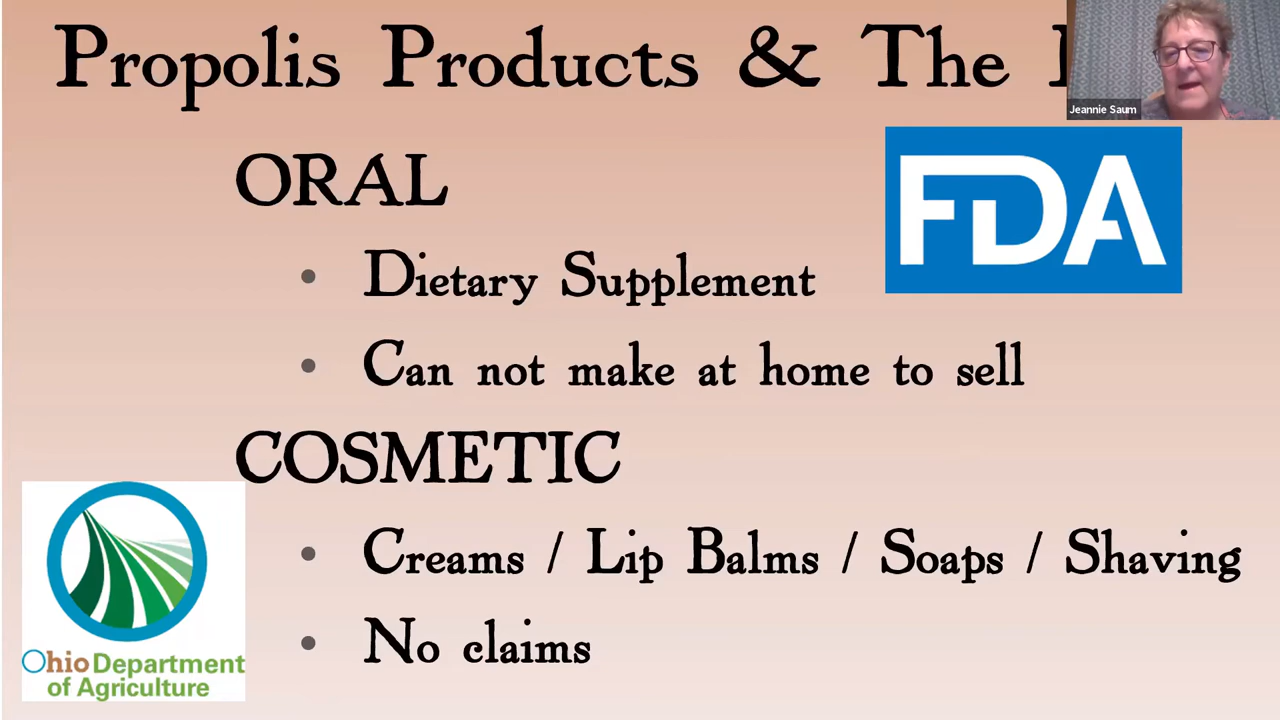 Propolis Products & The
Jeannie Saum
FDA
ORAL
• Dietary Supplement
• Can not make at home to sell
COSMETIC
• Creams / Lip Balms / Soaps / Shaving
• No claims
Ohio Department
of Agriculture